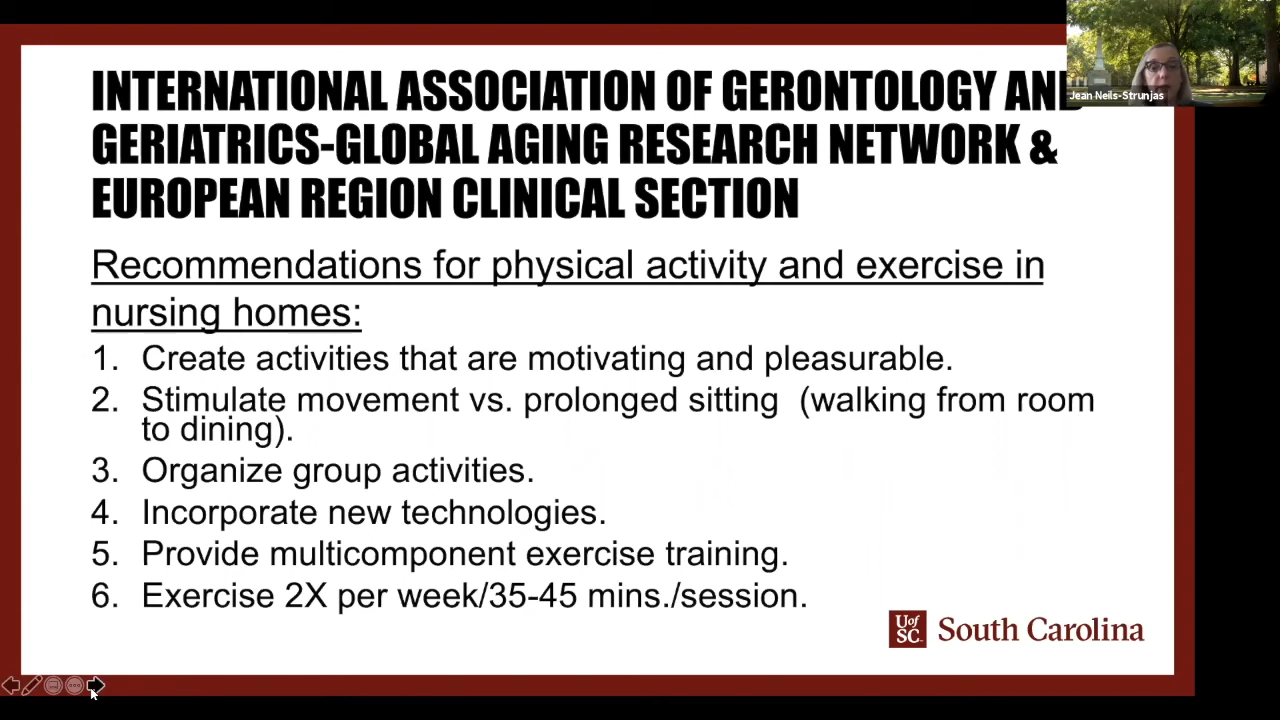 INTERNATIONAL ASSOCIATION OF GERONTOLOGY AND
GERIATRICS-GLOBAL AGING RESEARCH NETWORK &
EUROPEAN REGION CLINICAL SECTION
Recommendations for physical activity and exercise in
nursing homes:
1. Create activities that are motivating and pleasurable.
2. Stimulate movement vs. prolonged sitting (walking from room
to dining).
3. Organize group activities.
4. Incorporate new technologies.
5. Provide multicomponent exercise training.
6. Exercise 2X per week/35-45 mins./session.
Jean Neils-Strunjas
U of
SC
South Carolina